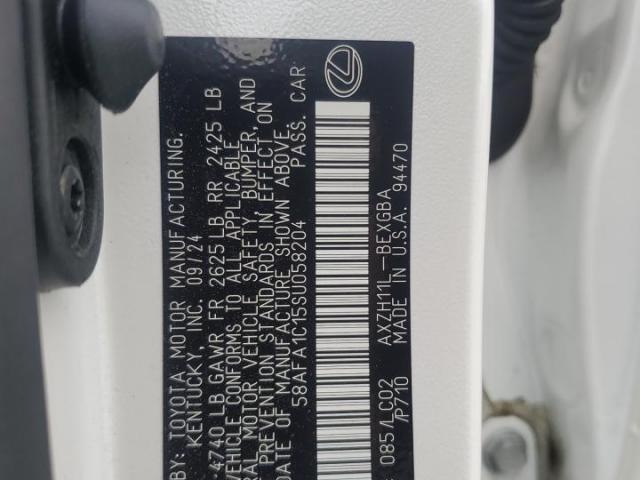 BY: TOYOTA MOTOR MANUFACTURING.
KENTUCKY, INC. 09/24
4740 LB GAWR FR 2625 LB RR 2425 LB
VEHICLE CONFORMS TO ALL APPLICABLE
RAL MOTOR VEHICLE SAFETY, BUMPER, AND
PREVENTION STANDARDS IN EFFECT ON
DATE OF MANUFACTURE SHOWN ABOVE.
58AFA1C15SU058204 PASS. CAR
085/ LC02 AXZH11L-BEXGBA
/P710 MADE IN U.S.A. 94470